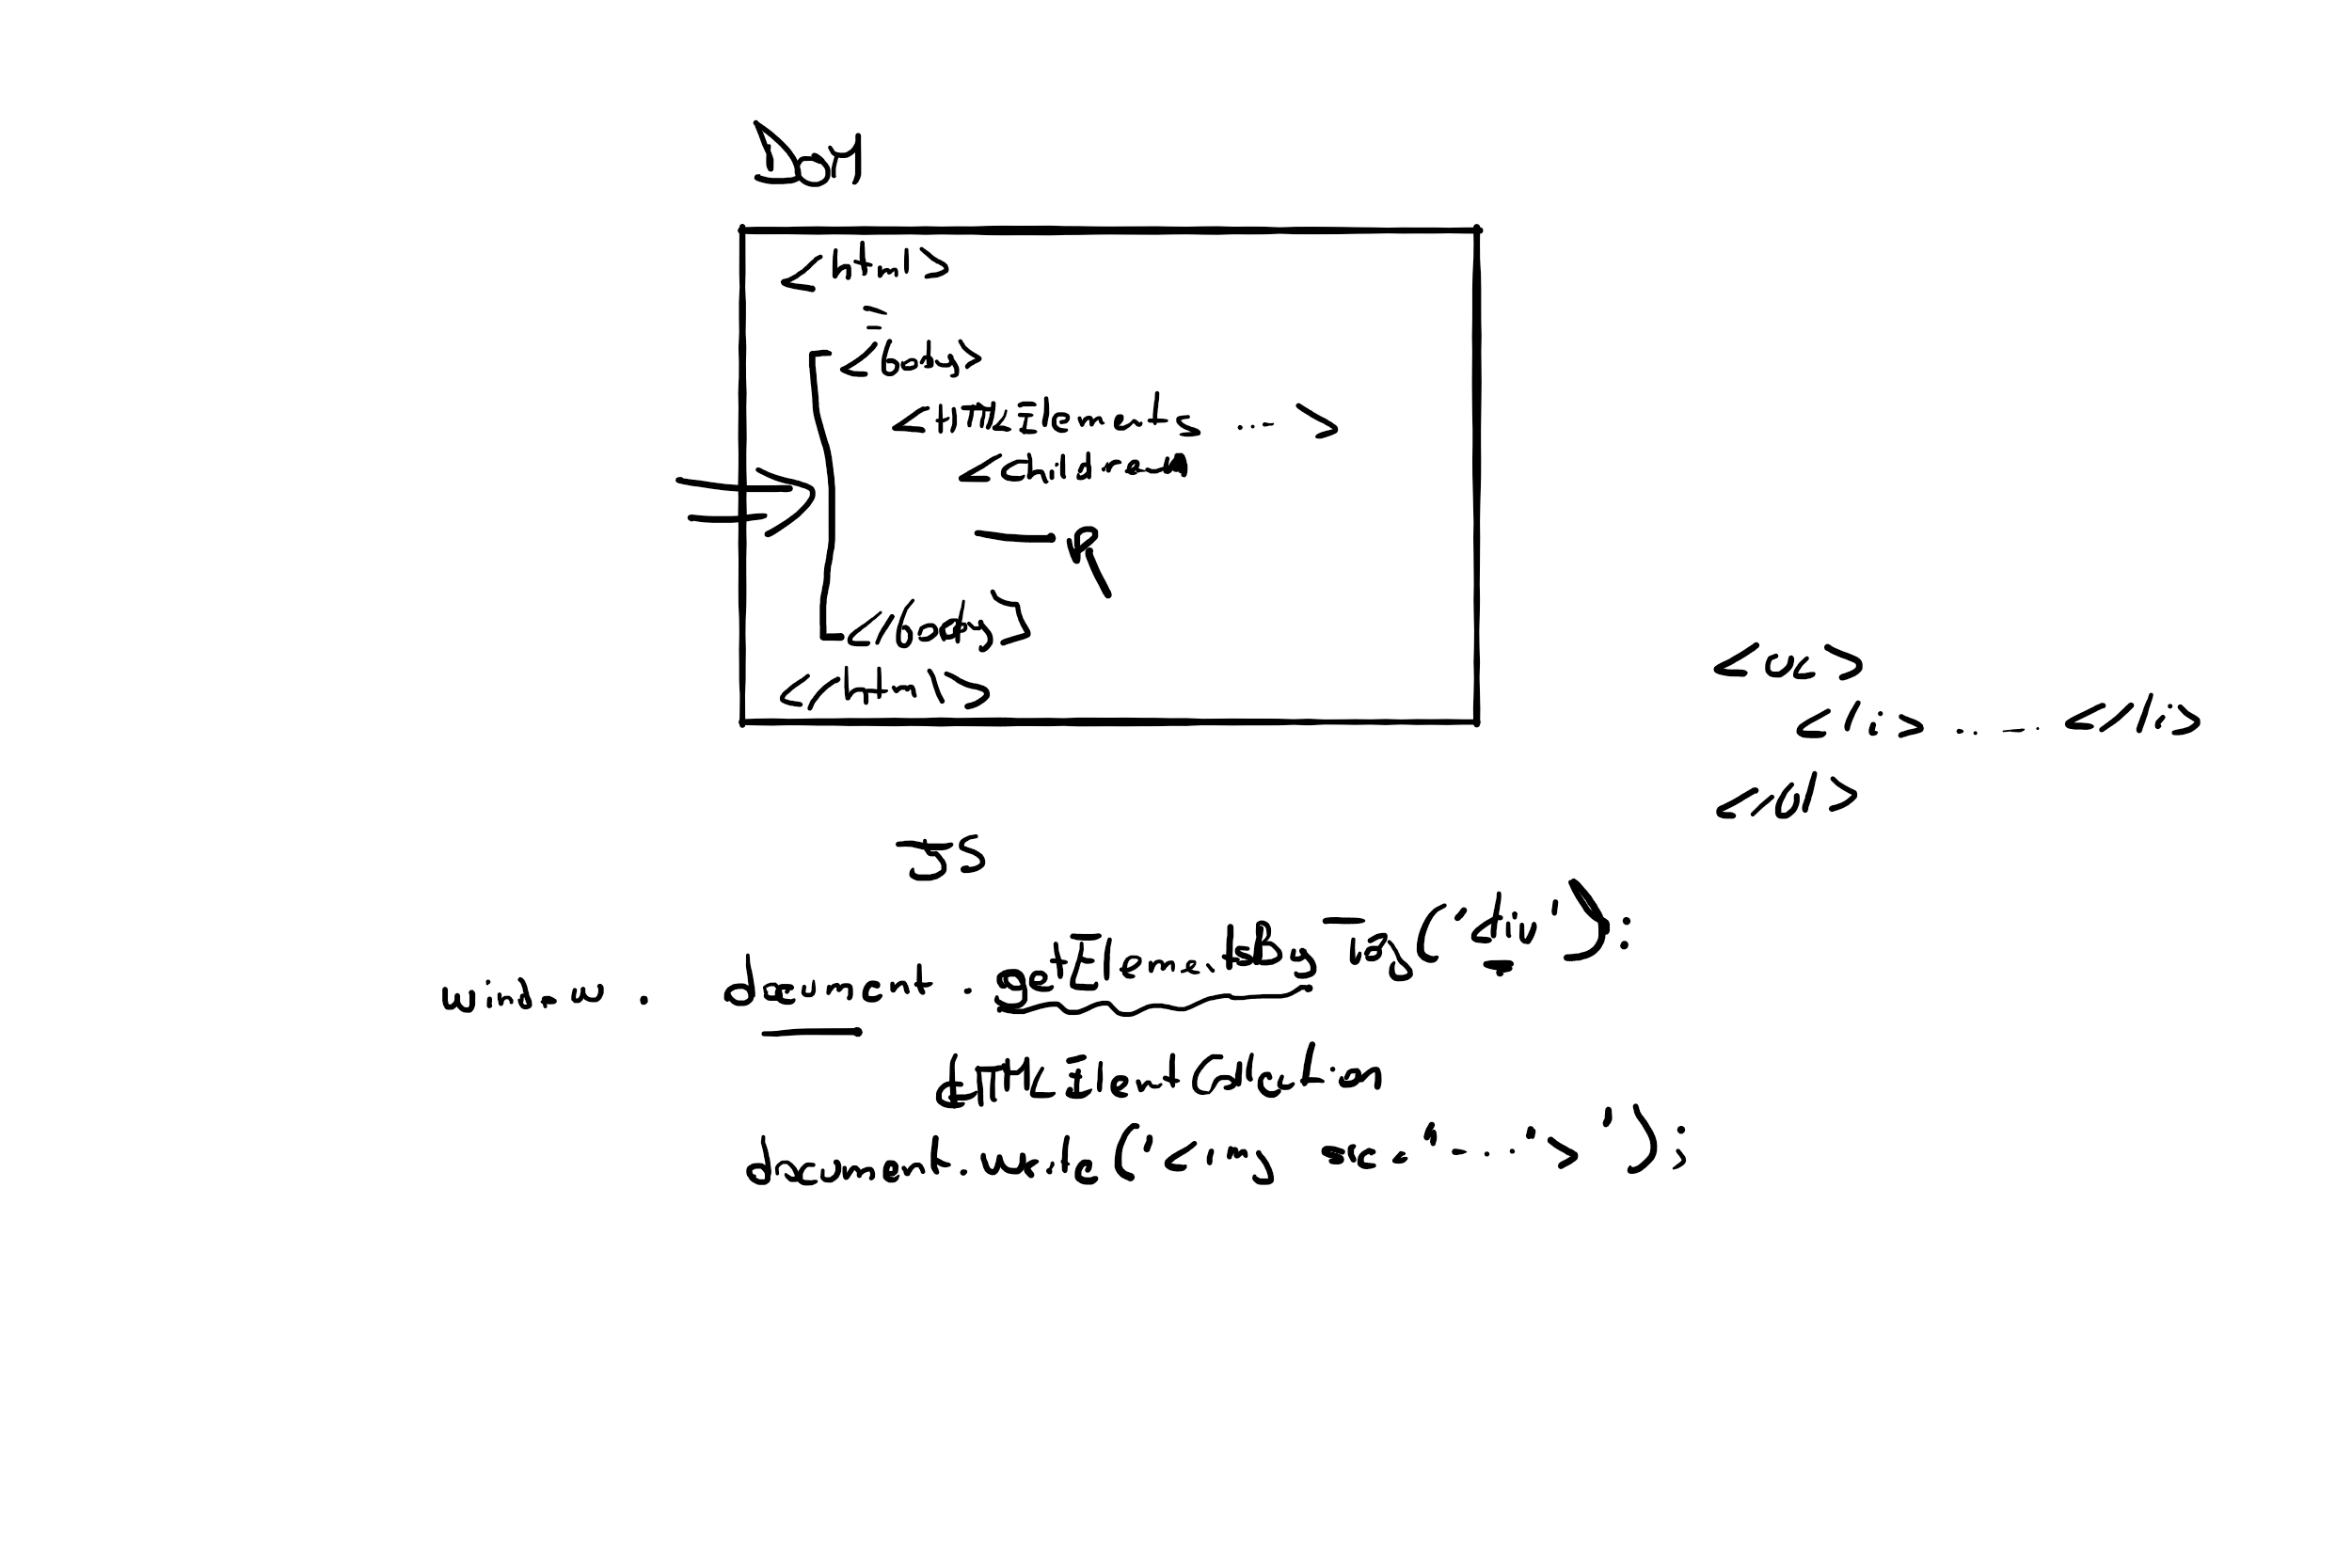 DOM
<html>
<body>
<HTMLElements ... >
<children
</body>
</html>
<ul>
<li> ..... </li>
</ul>
JS
window . document . getElementsByTag('div');
HTMLElementCollection
document.write('<img src="...">');